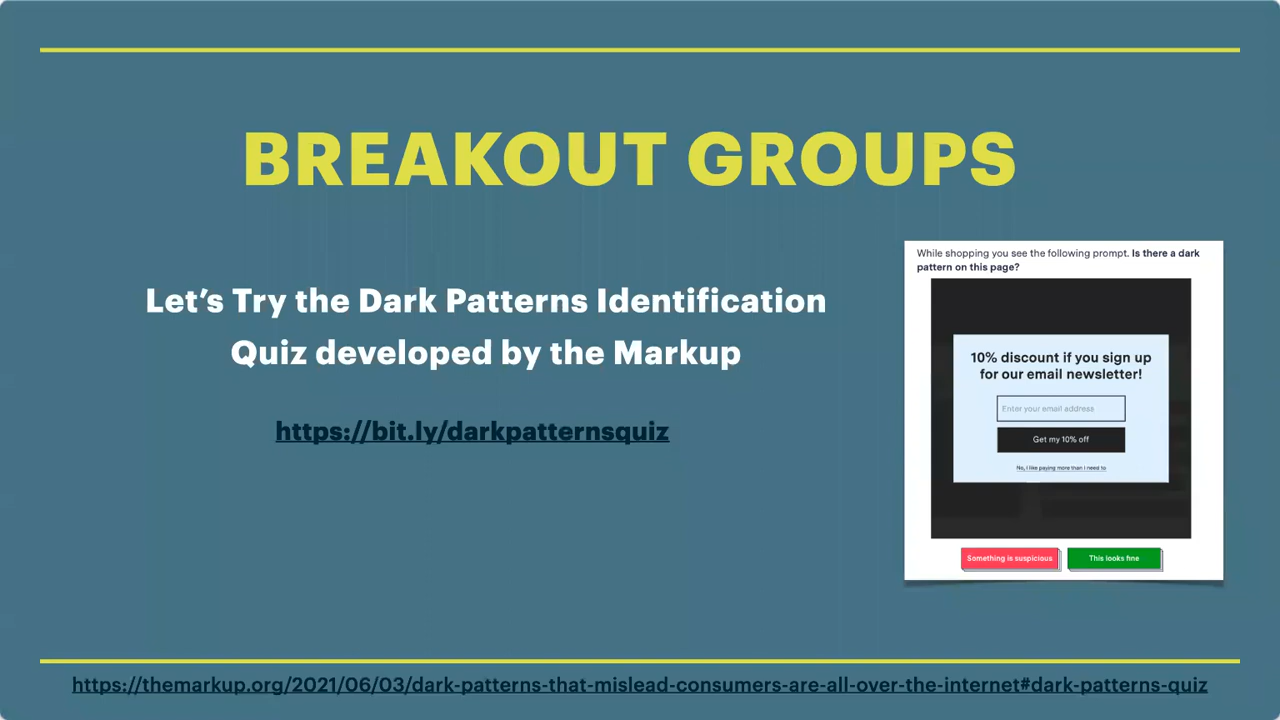 BREAKOUT GROUPS
Let’s Try the Dark Patterns Identification
Quiz developed by the Markup
https://bit.ly/darkpatternsquiz
While shopping you see the following prompt. Is there a dark
pattern on this page?
10% discount if you sign up
for our email newsletter!
Enter your email address
Get my 10% off
No, I like paying more than I need to
Something is suspicious
This looks fine
https://themarkup.org/2021/06/03/dark-patterns-that-mislead-consumers-are-all-over-the-internet#dark-patterns-quiz